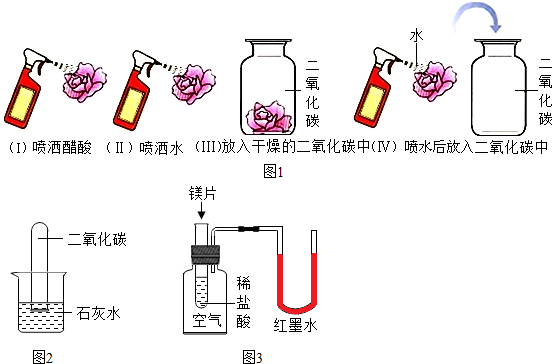 水
二氧化碳
二氧化碳
(Ⅰ)喷洒醋酸 (Ⅱ)喷洒水 (Ⅲ)放入干燥的二氧化碳中(Ⅳ)喷水后放入二氧化碳中
图1
镁片
二氧化碳
石灰水
稀盐酸
空气
红墨水
图2
图3